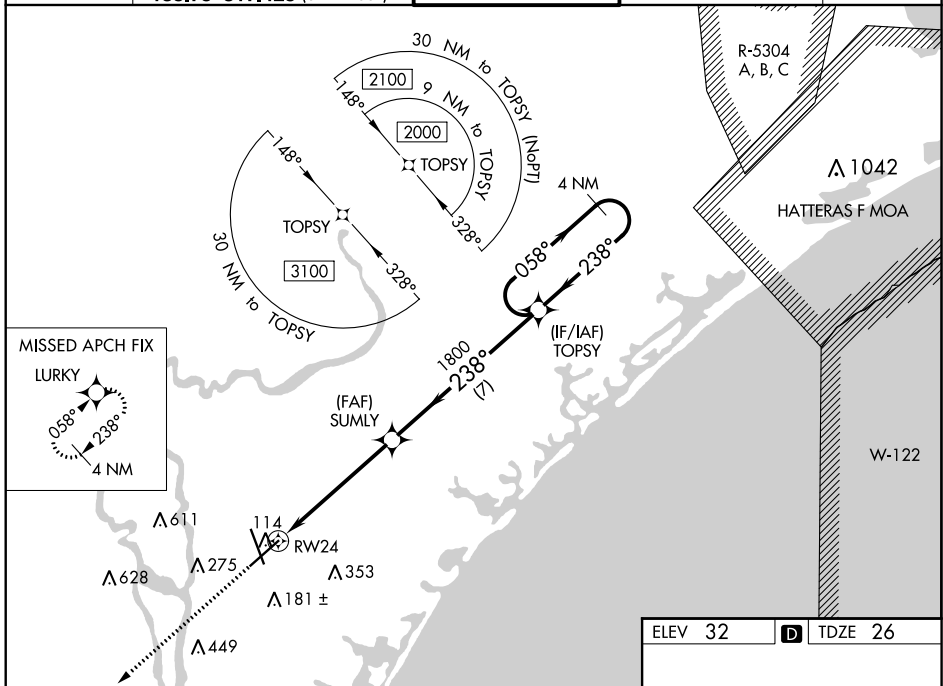 30 NM to TOPSY (NoPT)
2100
148°
9 NM to TOPSY
2000
TOPSY
328°
148°
TOPSY
328°
3100
30 NM to TOPSY
R-5304
A, B, C
1042
HATTERAS F MOA
4 NM
058°
238°
(IF/IAF)
TOPSY
1800
238°
(7)
(FAF)
SUMLY
MISSED APCH FIX
LURKY
058°
238°
4 NM
W-122
611
114
RW24
275
353
628
181 ±
449
ELEV 32 D TDZE 26